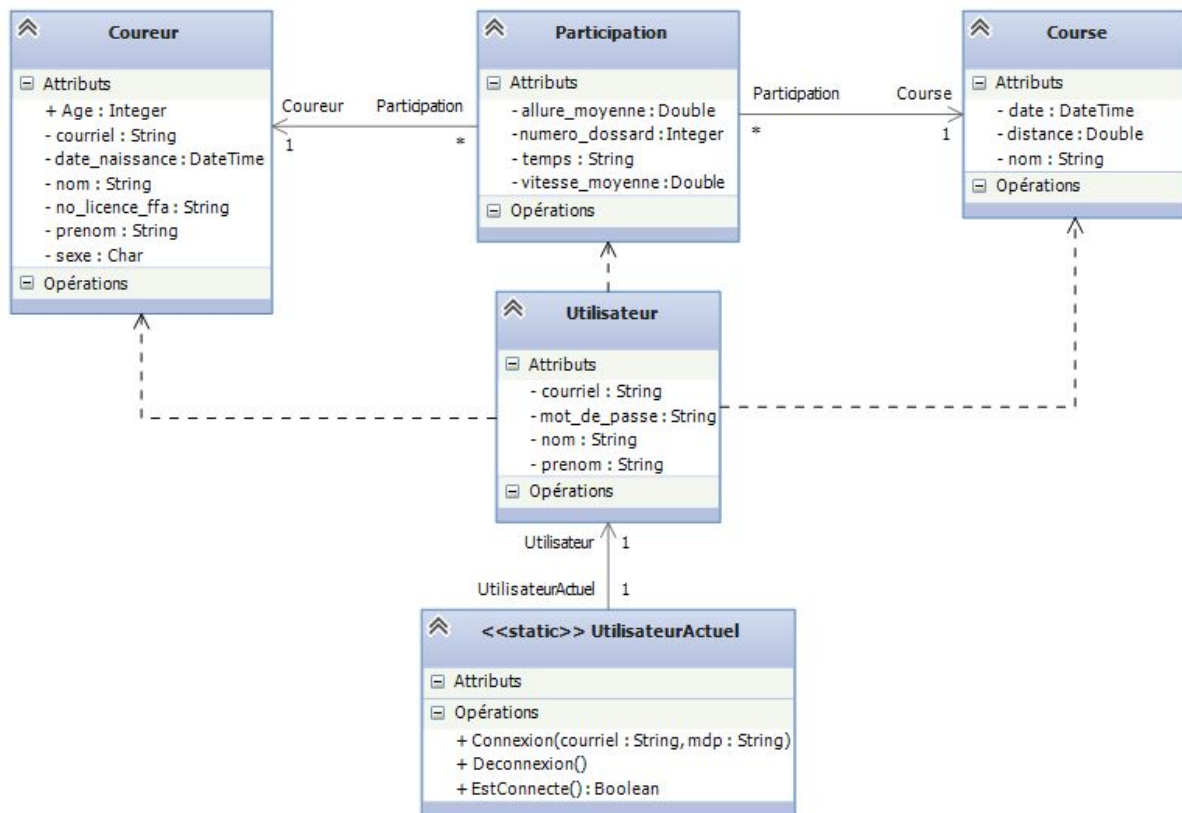 Coureur
Attributs
+ Age : Integer
- courriel : String
- date_naissance : DateTime
- nom : String
- no_licence_ffa : String
- prenom : String
- sexe : Char
Opérations
Coureur
Participation
1
*
Participation
Attributs
- allure_moyenne : Double
- numero_dossard : Integer
- temps : String
- vitesse_moyenne : Double
Opérations
Participation
Course
*
1
Course
Attributs
- date : DateTime
- distance : Double
- nom : String
Opérations
Utilisateur
Attributs
- courriel : String
- mot_de_passe : String
- nom : String
- prenom : String
Opérations
Utilisateur
1
UtilisateurActuel
1
<<static>> UtilisateurActuel
Attributs
Opérations
+ Connexion(courriel : String, mdp : String)
+ Deconnexion()
+ EstConnecte() : Boolean